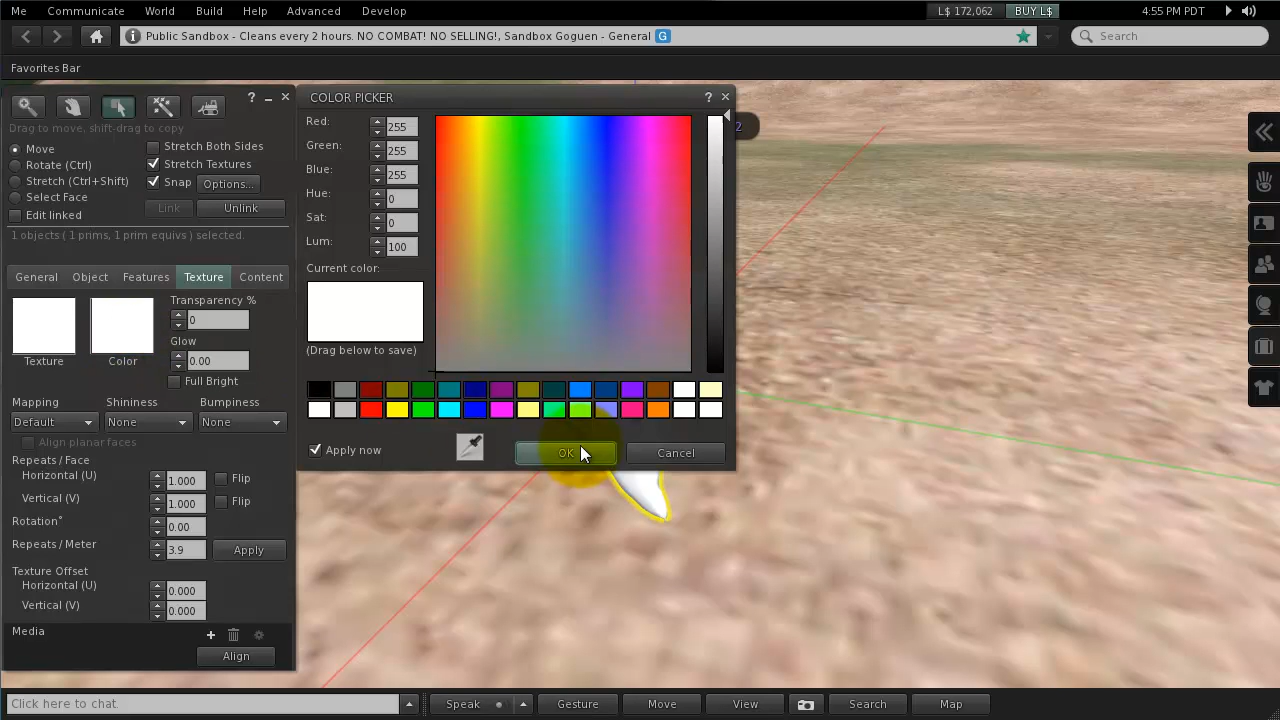 Me Communicate World Build Help Advanced Develop L$ 172,062 BUY L$ 4:55 PM PDT
Public Sandbox - Cleans every 2 hours. NO COMBAT! NO SELLING!, Sandbox Goguen - General G Search
Favorites Bar
Drag to move, shift-drag to copy
Move
Rotate (Ctrl)
Stretch (Ctrl+Shift)
Select Face
Edit linked
Stretch Both Sides
Stretch Textures
Snap Options...
Link Unlink
1 objects ( 1 prims, 1 prim equivs ) selected.
General Object Features Texture Content
Texture
Color
Transparency %
0
Glow
0.00
Full Bright
Mapping Shininess Bumpiness
Default None None
Align planar faces
Repeats / Face
Horizontal (U) 1.000 Flip
Vertical (V) 1.000 Flip
Rotation° 0.00
Repeats / Meter 3.9 Apply
Texture Offset
Horizontal (U) 0.000
Vertical (V) 0.000
Media
Align
COLOR PICKER
Red: 255
Green: 255
Blue: 255
Hue: 0
Sat: 0
Lum: 100
Current color:
(Drag below to save)
Apply now OK Cancel
2
Click here to chat. Speak Gesture Move View Search Map